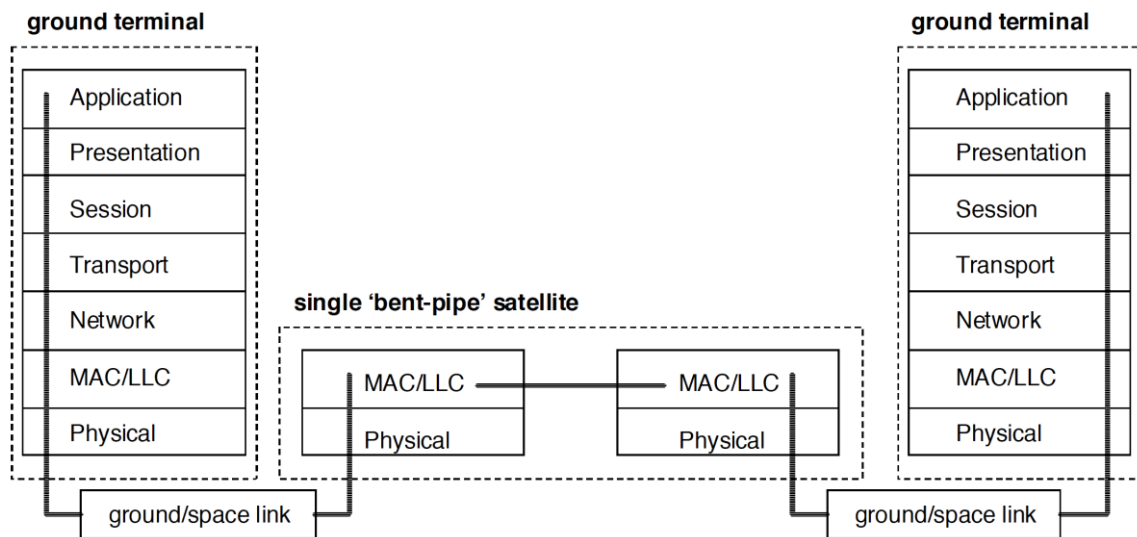 ground terminal
Application
Presentation
Session
Transport
Network
MAC/LLC
Physical
ground/space link
single ‘bent-pipe’ satellite
MAC/LLC
Physical
MAC/LLC
Physical
ground/space link
ground terminal
Application
Presentation
Session
Transport
Network
MAC/LLC
Physical